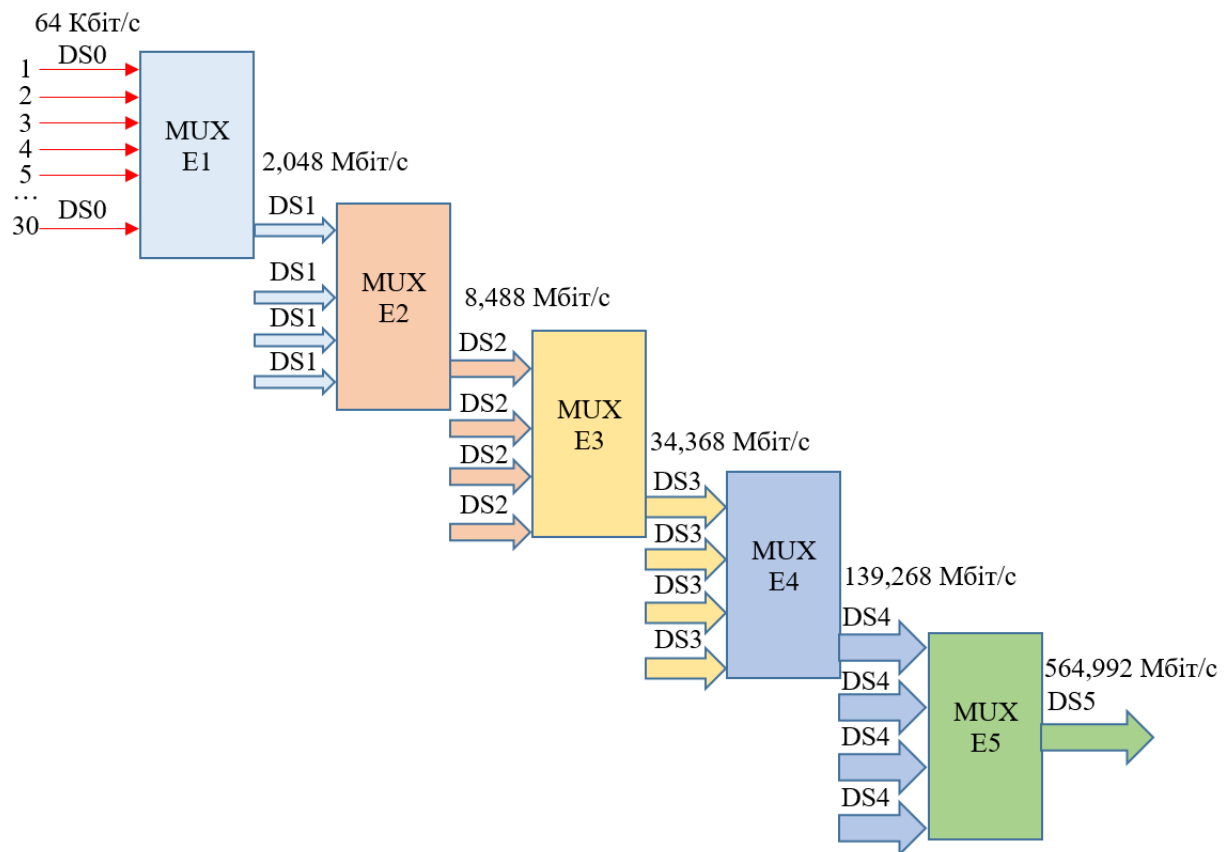 64 Кбіт/с
DS0
1
2
3
4
5
...
DS0
30
MUX
E1
2,048 Мбіт/с
DS1
DS1
DS1
DS1
MUX
E2
8,488 Мбіт/с
DS2
DS2
DS2
DS2
MUX
E3
34,368 Мбіт/с
DS3
DS3
DS3
DS3
MUX
E4
139,268 Мбіт/с
DS4
DS4
DS4
DS4
MUX
E5
564,992 Мбіт/с
DS5